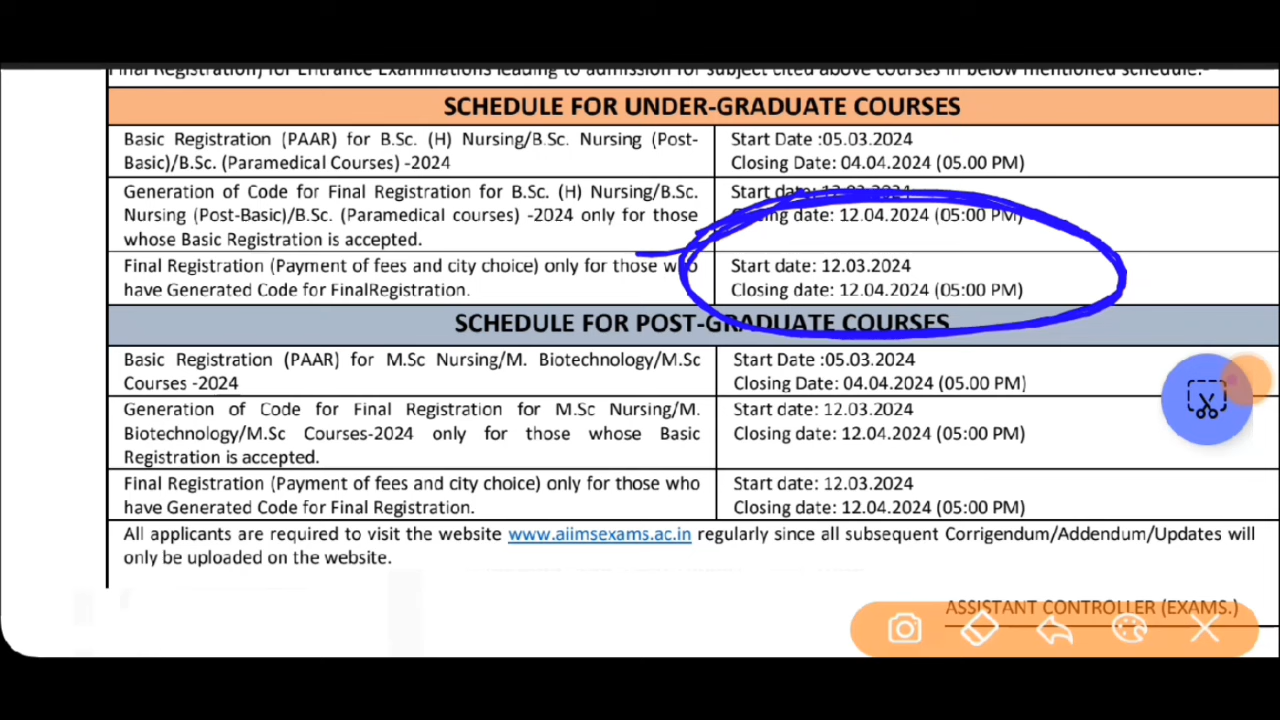 Final Registration) for Entrance Examinations leading to admission for subject cited above courses in below mentioned schedule:-
SCHEDULE FOR UNDER-GRADUATE COURSES
Basic Registration (PAAR) for B.Sc. (H) Nursing/B.Sc. Nursing (Post-
Basic)/B.Sc. (Paramedical Courses) -2024
Start Date :05.03.2024
Closing Date: 04.04.2024 (05.00 PM)
Generation of Code for Final Registration for B.Sc. (H) Nursing/B.Sc.
Nursing (Post-Basic)/B.Sc. (Paramedical courses) -2024 only for those
whose Basic Registration is accepted.
Start date: 12.03.2024
Closing date: 12.04.2024 (05:00 PM)
Final Registration (Payment of fees and city choice) only for those who
have Generated Code for FinalRegistration.
Start date: 12.03.2024
Closing date: 12.04.2024 (05:00 PM)
SCHEDULE FOR POST-GRADUATE COURSES
Basic Registration (PAAR) for M.Sc Nursing/M. Biotechnology/M.Sc
Courses -2024
Start Date :05.03.2024
Closing Date: 04.04.2024 (05.00 PM)
Generation of Code for Final Registration for M.Sc Nursing/M.
Biotechnology/M.Sc Courses-2024 only for those whose Basic
Registration is accepted.
Start date: 12.03.2024
Closing date: 12.04.2024 (05:00 PM)
Final Registration (Payment of fees and city choice) only for those who
have Generated Code for Final Registration.
Start date: 12.03.2024
Closing date: 12.04.2024 (05:00 PM)
All applicants are required to visit the website www.aiimsexams.ac.in regularly since all subsequent Corrigendum/Addendum/Updates will
only be uploaded on the website.
ASSISTANT CONTROLLER (EXAMS.)